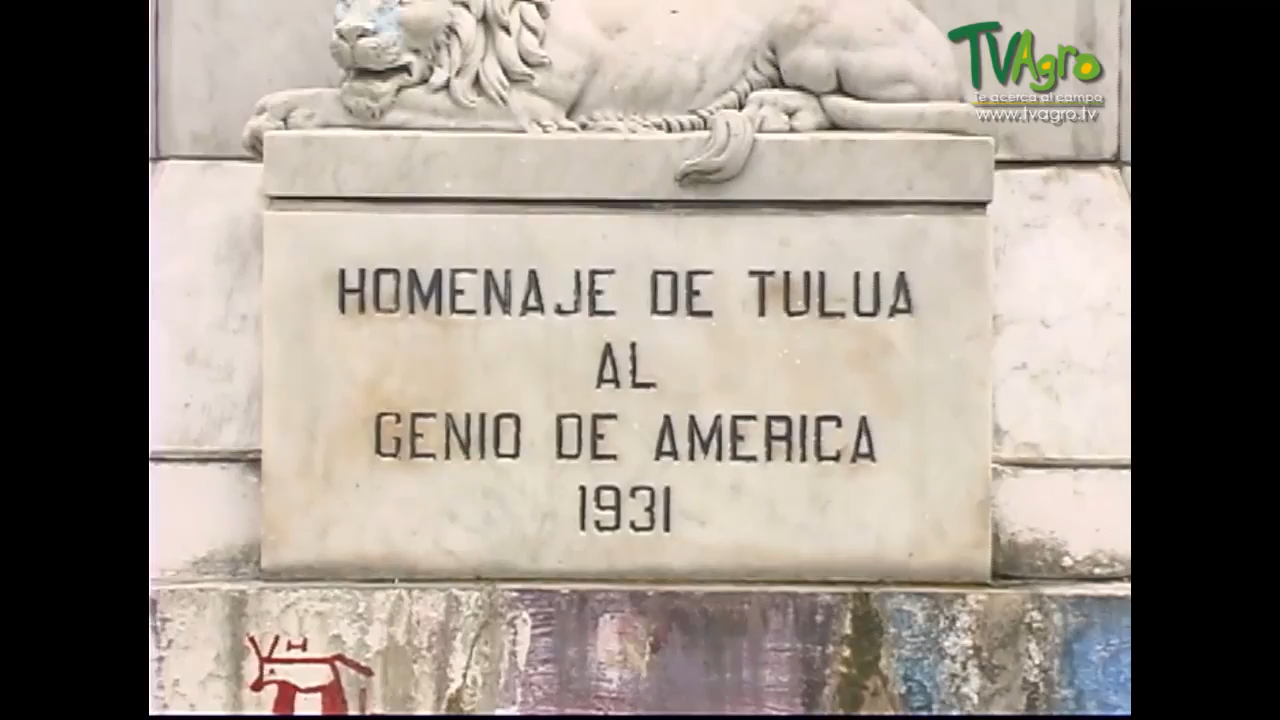 TVAgro
Te acerca al campo
www.tvagro.tv
HOMENAJE DE TULUA
AL
GENIO DE AMERICA
1931